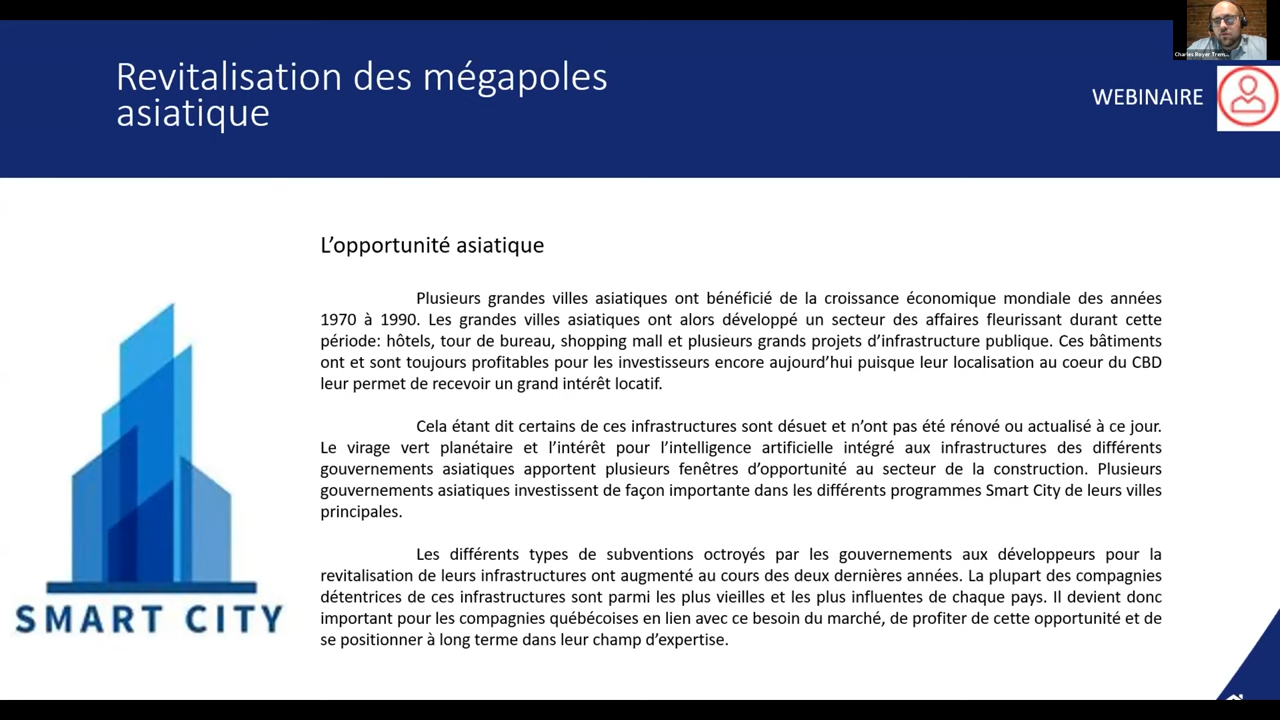 Charles Royer Trem...
Revitalisation des mégapoles
asiatique
WEBINAIRE
L’opportunité asiatique
Plusieurs grandes villes asiatiques ont bénéficié de la croissance économique mondiale des années
1970 à 1990. Les grandes villes asiatiques ont alors développé un secteur des affaires fleurissant durant cette
période: hôtels, tour de bureau, shopping mall et plusieurs grands projets d’infrastructure publique. Ces bâtiments
ont et sont toujours profitables pour les investisseurs encore aujourd’hui puisque leur localisation au coeur du CBD
leur permet de recevoir un grand intérêt locatif.
Cela étant dit certains de ces infrastructures sont désuet et n’ont pas été rénové ou actualisé à ce jour.
Le virage vert planétaire et l’intérêt pour l’intelligence artificielle intégré aux infrastructures des différents
gouvernements asiatiques apportent plusieurs fenêtres d’opportunité au secteur de la construction. Plusieurs
gouvernements asiatiques investissent de façon importante dans les différents programmes Smart City de leurs villes
principales.
Les différents types de subventions octroyés par les gouvernements aux développeurs pour la
revitalisation de leurs infrastructures ont augmenté au cours des deux dernières années. La plupart des compagnies
détentrices de ces infrastructures sont parmi les plus vieilles et les plus influentes de chaque pays. Il devient donc
important pour les compagnies québécoises en lien avec ce besoin du marché, de profiter de cette opportunité et de
se positionner à long terme dans leur champ d’expertise.
SMART CITY